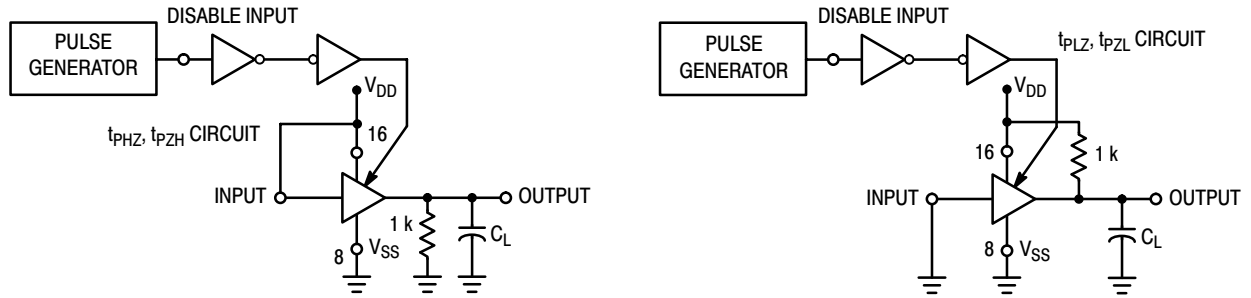 DISABLE INPUT
PULSE
GENERATOR
V_DD
t_PHZ, t_PZH CIRCUIT
16
INPUT
OUTPUT
1 k
C_L
8
V_SS
DISABLE INPUT
PULSE
GENERATOR
t_PLZ, t_PZL CIRCUIT
V_DD
16
1 k
INPUT
OUTPUT
C_L
8
V_SS